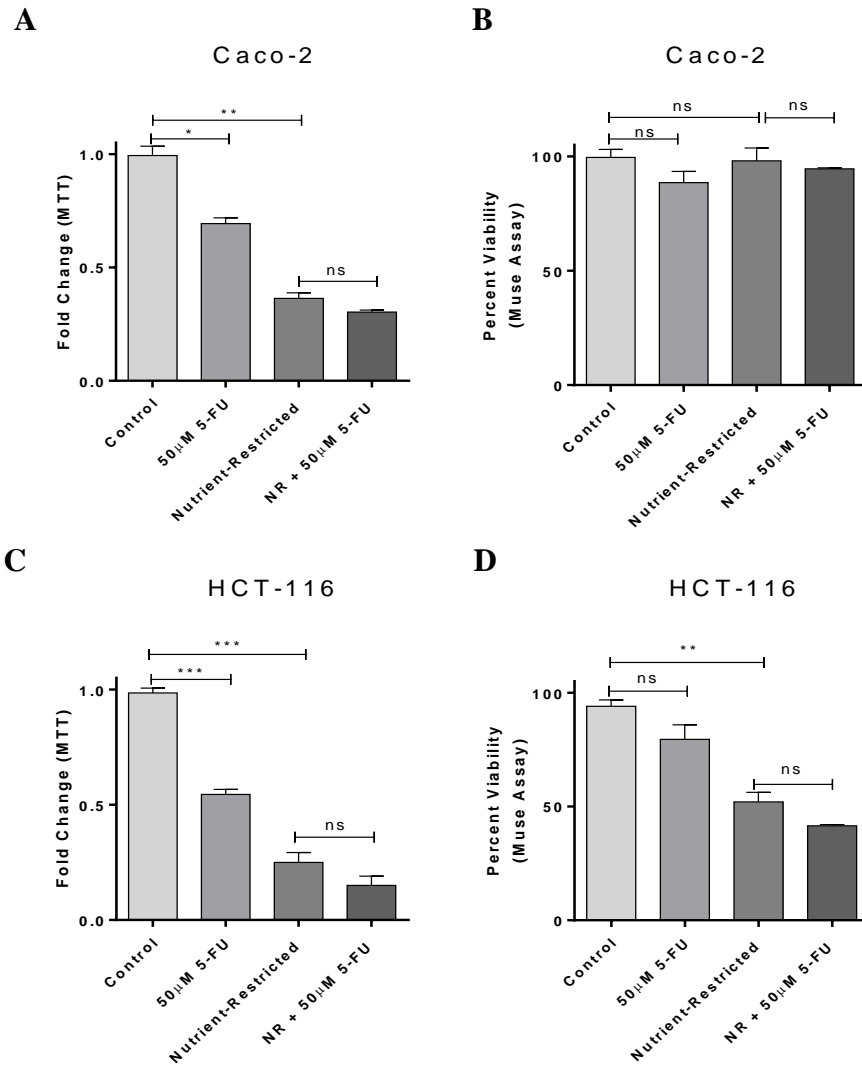 A
Caco-2
**
*
ns
Fold Change (MTT)
1.0
0.5
0.0
Control
50μM 5-FU
Nutrient-Restricted
NR + 50μM 5-FU
B
Caco-2
ns
ns
ns
Percent Viability
(Muse Assay)
100
50
0
Control
50μM 5-FU
Nutrient-Restricted
NR + 50μM 5-FU
C
HCT-116
***
***
ns
Fold Change (MTT)
1.0
0.5
0.0
Control
50μM 5-FU
Nutrient-Restricted
NR + 50μM 5-FU
D
HCT-116
**
ns
ns
Percent Viability
(Muse Assay)
100
50
0
Control
50μM 5-FU
Nutrient-Restricted
NR + 50μM 5-FU